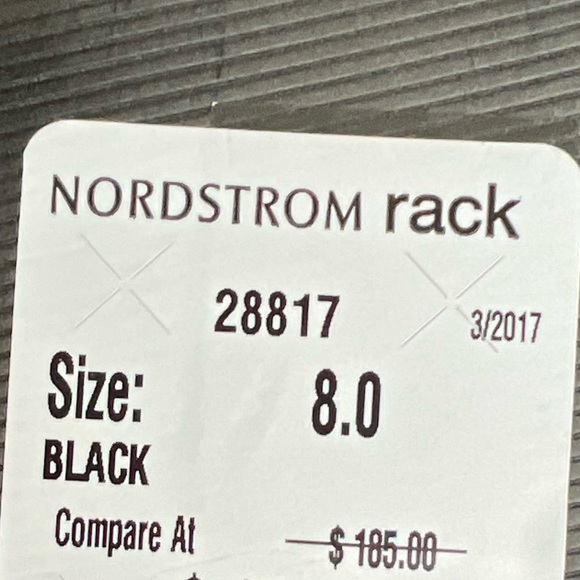 NORDSTROM rack
28817 3/2017
Size: 8.0
BLACK
Compare At $ 185.00